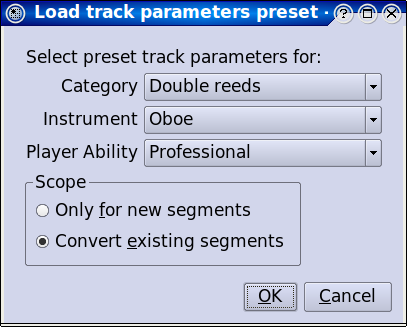 Load track parameters preset -
Select preset track parameters for:
Category Double reeds
Instrument Oboe
Player Ability Professional
Scope
Only for new segments
Convert existing segments
OK Cancel